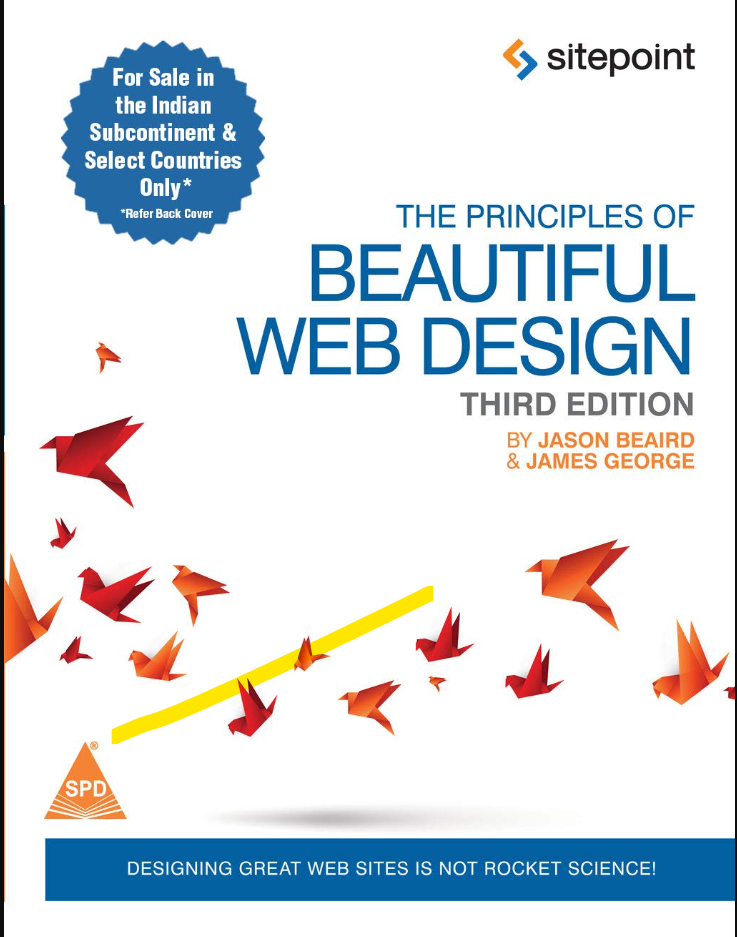 sitepoint
For Sale in
the Indian
Subcontinent &
Select Countries
Only*
*Refer Back Cover
THE PRINCIPLES OF
BEAUTIFUL
WEB DESIGN
THIRD EDITION
BY JASON BEAIRD
& JAMES GEORGE
®
SPD
DESIGNING GREAT WEB SITES IS NOT ROCKET SCIENCE!